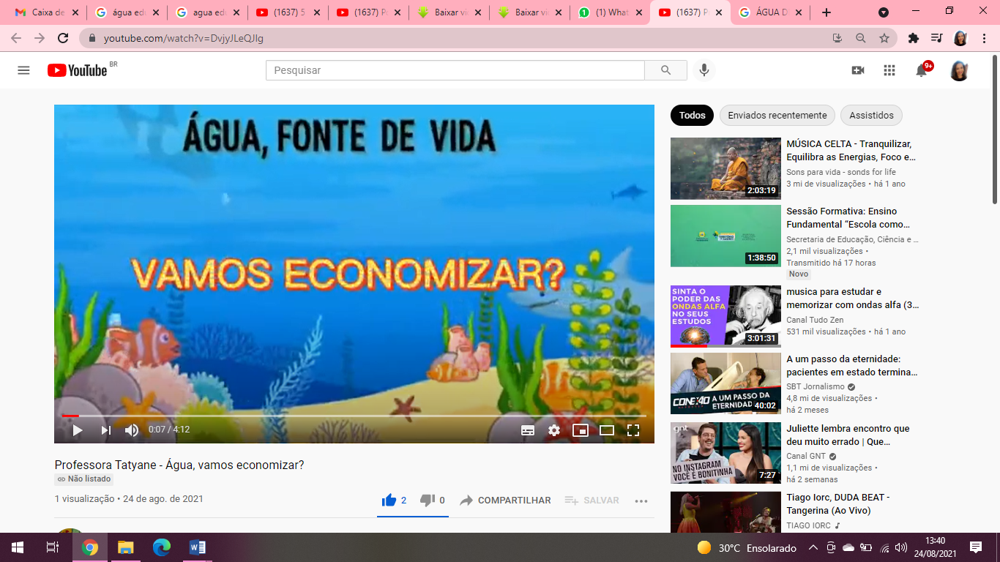 Caixa de
água edu
agua edu
(1637) 5
(1637) P
Baixar vi
Baixar vi
(1) What
(1637) P
ÁGUA D
youtube.com/watch?v=DvjyJLeQJIg
YouTube BR
Pesquisar
9+
ÁGUA, FONTE DE VIDA
VAMOS ECONOMIZAR?
0:07 / 4:12
Professora Tatyane - Água, vamos economizar?
Não listado
1 visualização • 24 de ago. de 2021
2
0
COMPARTILHAR
SALVAR
Todos
Enviados recentemente
Assistidos
2:03:19
MÚSICA CELTA - Tranquilizar,
Equilibra as Energias, Foco e...
Sons para vida - sonds for life
3 mi de visualizações • há 1 ano
1:38:50
Sessão Formativa: Ensino
Fundamental “Escola como...
Secretaria de Educação, Ciência e ...
2,1 mil visualizações •
Transmitido há 17 horas
Novo
SINTA O
PODER DAS
ONDAS ALFA
NO SEUS
ESTUDOS
3:01:31
musica para estudar e
memorizar com ondas alfa (3...
Canal Tudo Zen
531 mil visualizações • há 1 ano
A UM PASSO DA
40:02
A um passo da eternidade:
pacientes em estado termina...
SBT Jornalismo
4,8 mi de visualizações •
há 2 meses
gnt
NO INSTAGRAM
VOCÊ É BONITINHA
7:27
Juliette lembra encontro que
deu muito errado | Que...
Canal GNT
1,1 mi de visualizações •
há 2 semanas
Tiago Iorc, DUDA BEAT -
Tangerina (Ao Vivo)
TIAGO IORC
30°C Ensolarado
13:40
24/08/2021